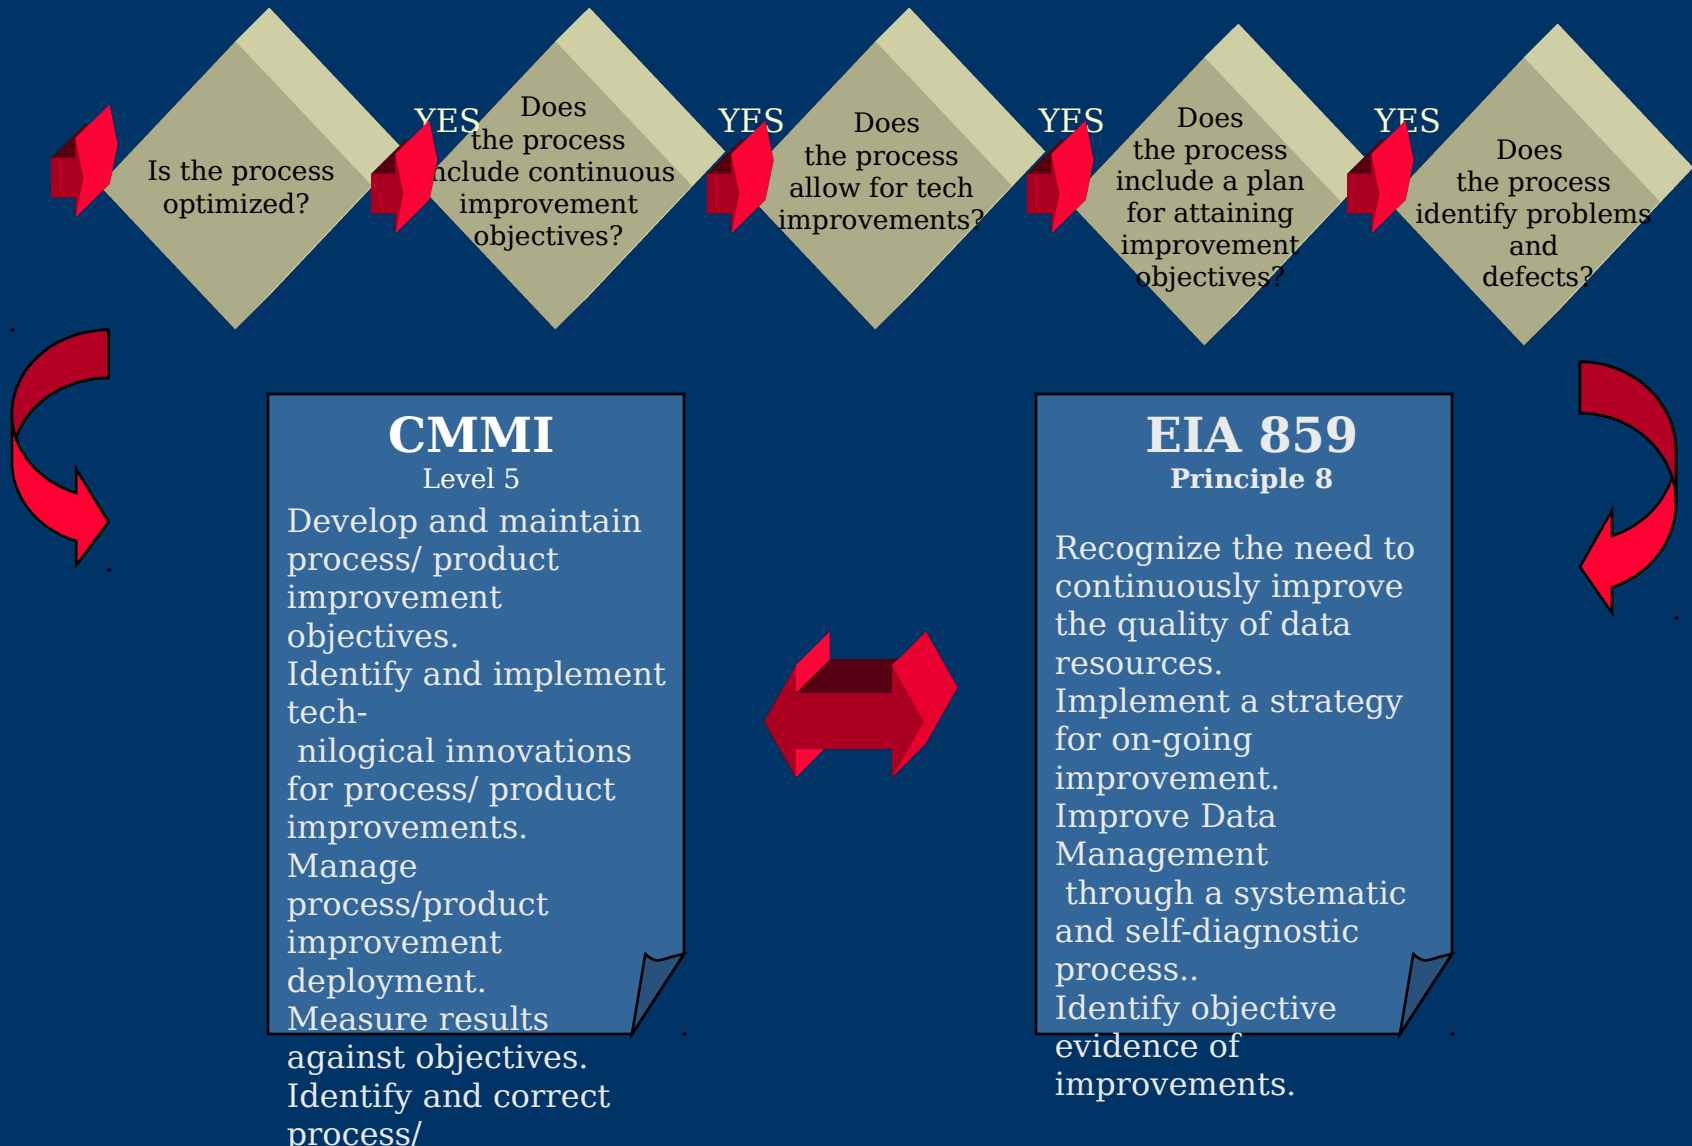 Is the process
optimized?
YES
Does
the process
include continuous
improvement
objectives?
YES
Does
the process
allow for tech
improvements?
YES
Does
the process
include a plan
for attaining
improvement
objectives?
YES
Does
the process
identify problems
and
defects?
CMMI
Level 5
Develop and maintain
process/ product
improvement
objectives.
Identify and implement
tech-
nilogical innovations
for process/ product
improvements.
Manage
process/product
improvement
deployment.
Measure results
against objectives.
Identify and correct
process/
EIA 859
Principle 8
Recognize the need to
continuously improve
the quality of data
resources.
Implement a strategy
for on-going
improvement.
Improve Data
Management
through a systematic
and self-diagnostic
process..
Identify objective
evidence of
improvements.